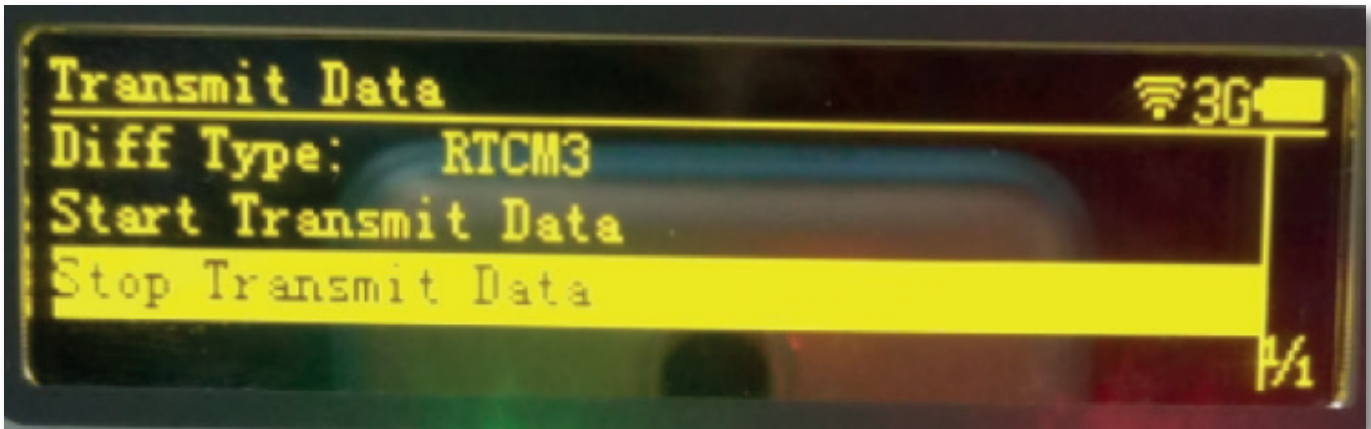 Transmit Data 3G
Diff Type: RTCM3
Start Transmit Data
Stop Transmit Data
1/1